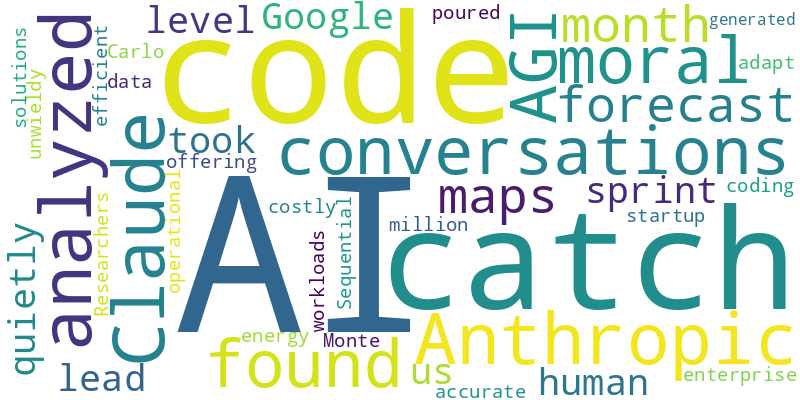 level
Google
poured
month
generated
solutions
unwieldy
analyzed
efficient
Carlo
data
code
AGI
moral
adapt
forecast
Claude
took
offering
conversations
maps
sprint
coding
startup
quietly
Researchers
operational
AI
costly
workloads
Sequential
million
catch
energy
Monte
Anthropic
lead
found
us
accurate
human
enterprise